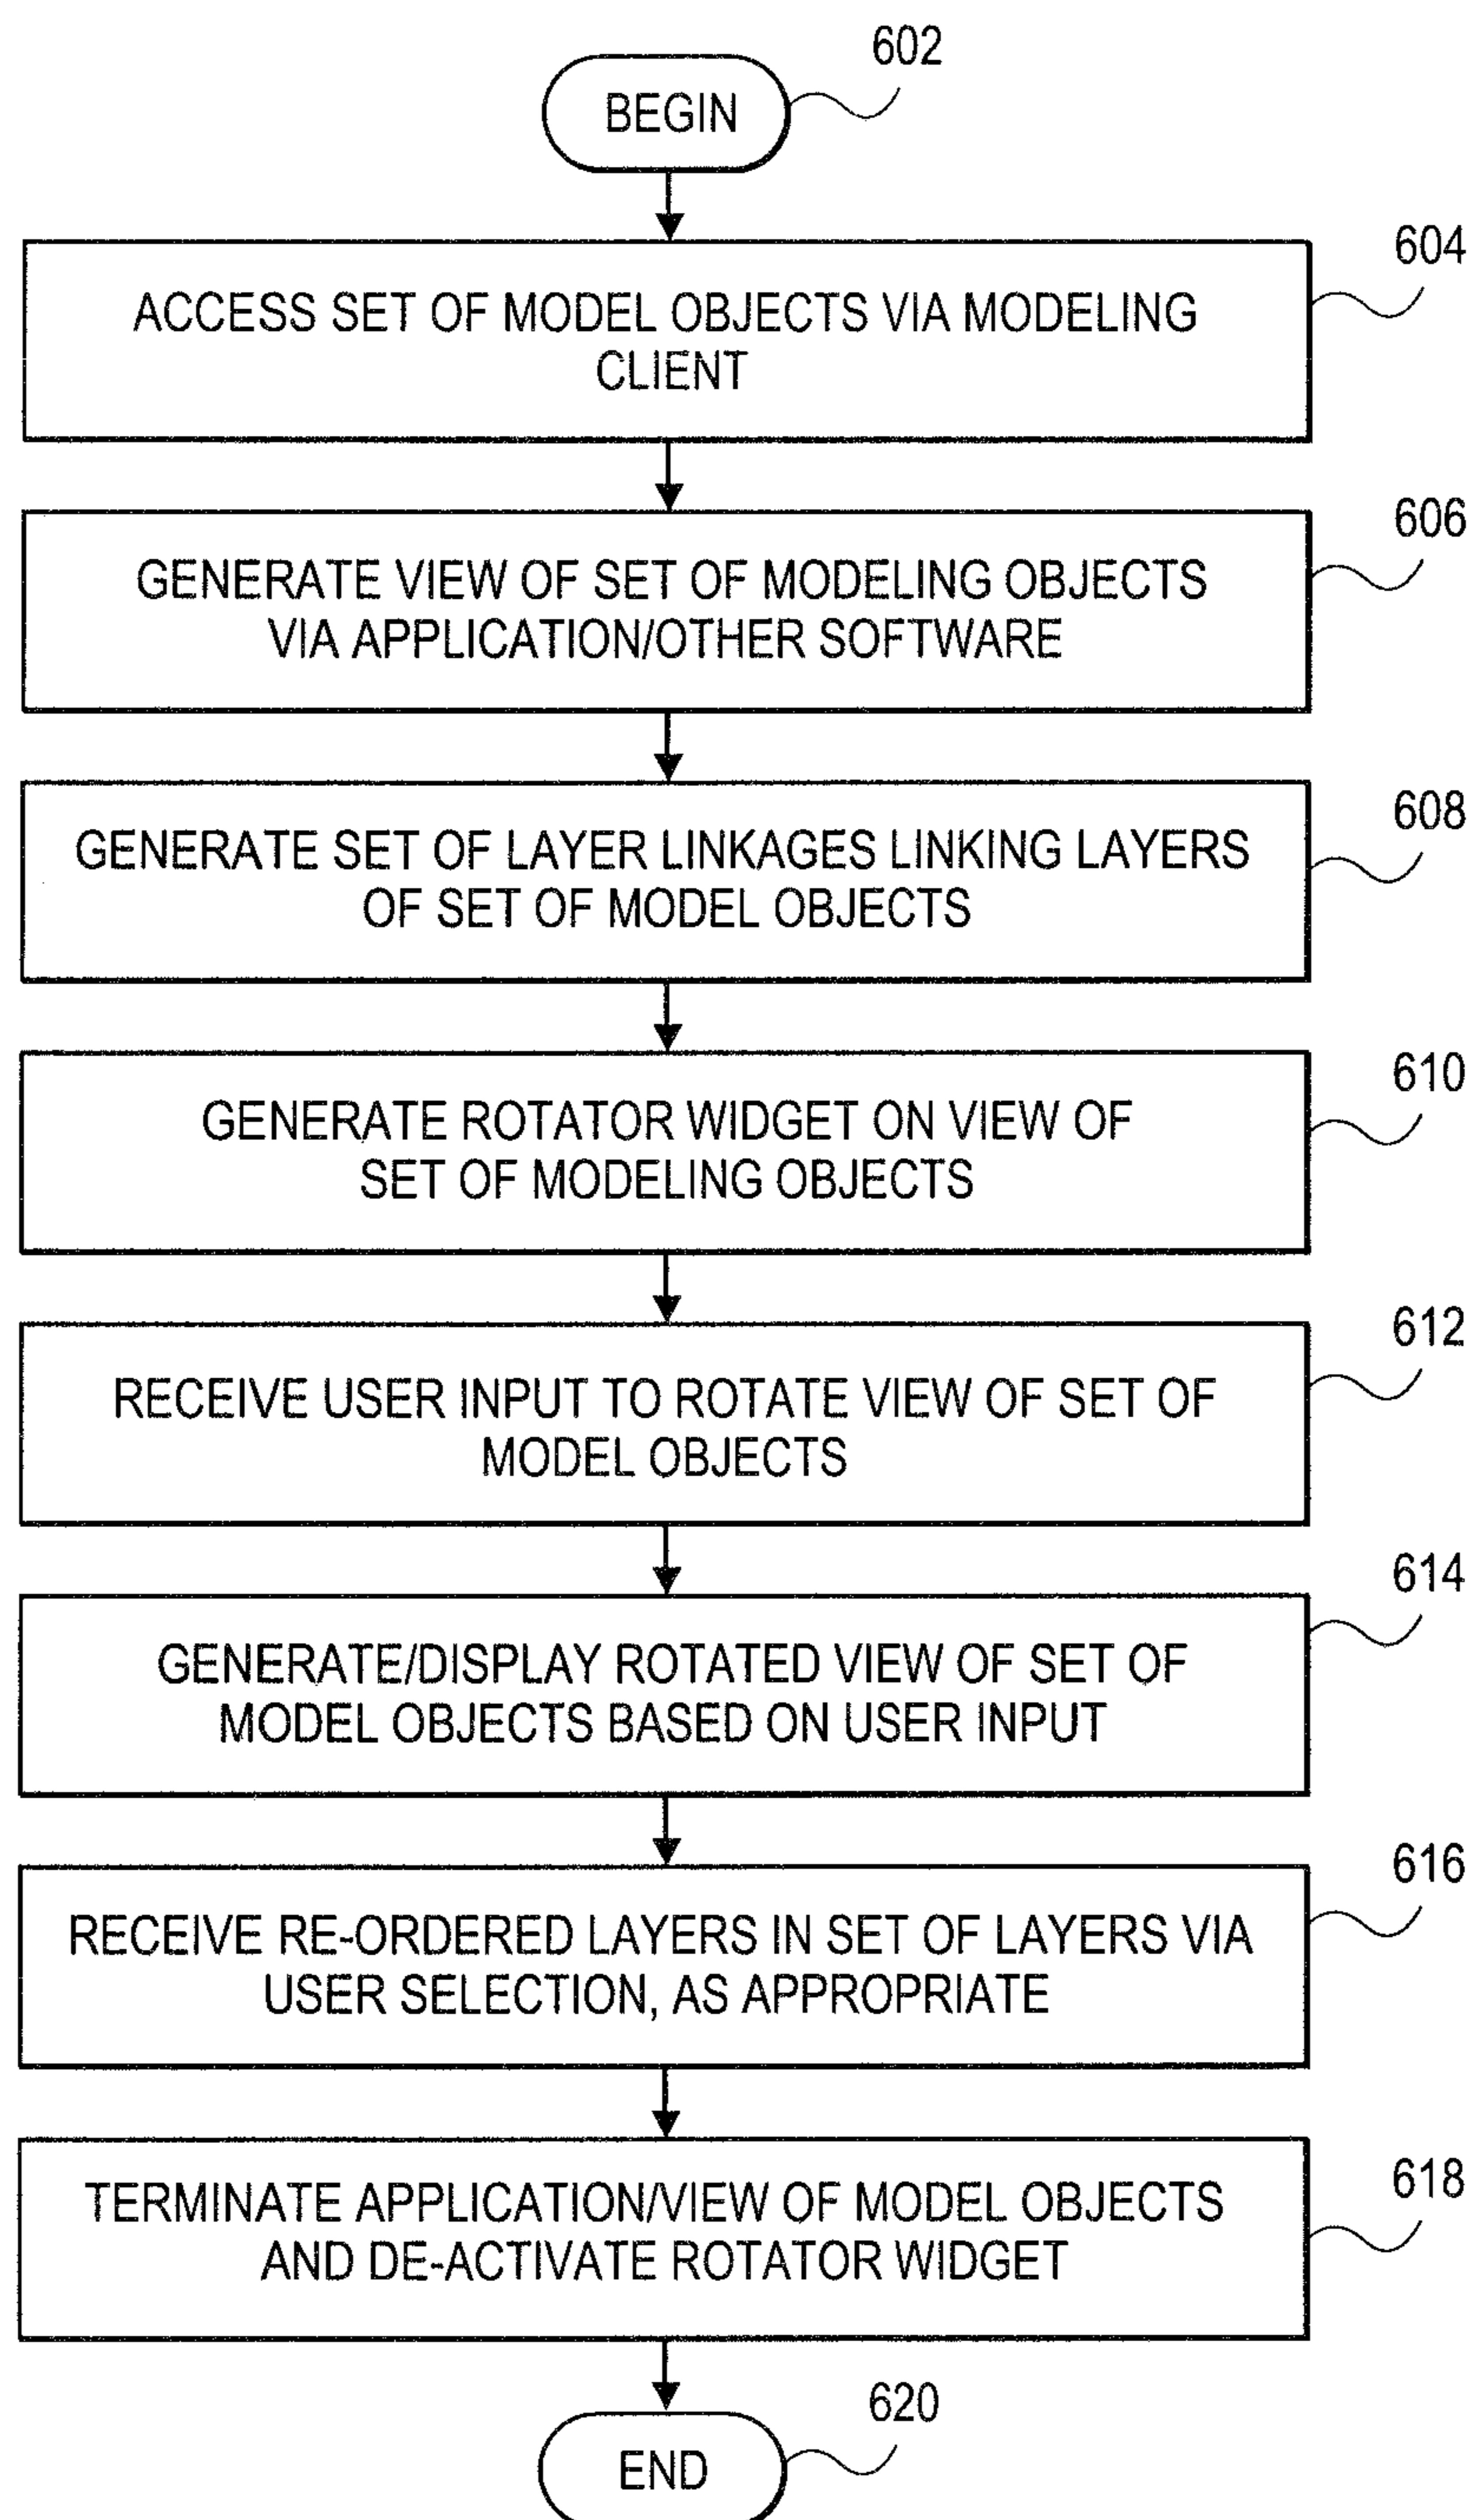 602
BEGIN
604
ACCESS SET OF MODEL OBJECTS VIA MODELING
CLIENT
606
GENERATE VIEW OF SET OF MODELING OBJECTS
VIA APPLICATION/OTHER SOFTWARE
608
GENERATE SET OF LAYER LINKAGES LINKING LAYERS
OF SET OF MODEL OBJECTS
610
GENERATE ROTATOR WIDGET ON VIEW OF
SET OF MODELING OBJECTS
612
RECEIVE USER INPUT TO ROTATE VIEW OF SET OF
MODEL OBJECTS
614
GENERATE/DISPLAY ROTATED VIEW OF SET OF
MODEL OBJECTS BASED ON USER INPUT
616
RECEIVE RE-ORDERED LAYERS IN SET OF LAYERS VIA
USER SELECTION, AS APPROPRIATE
618
TERMINATE APPLICATION/VIEW OF MODEL OBJECTS
AND DE-ACTIVATE ROTATOR WIDGET
620
END